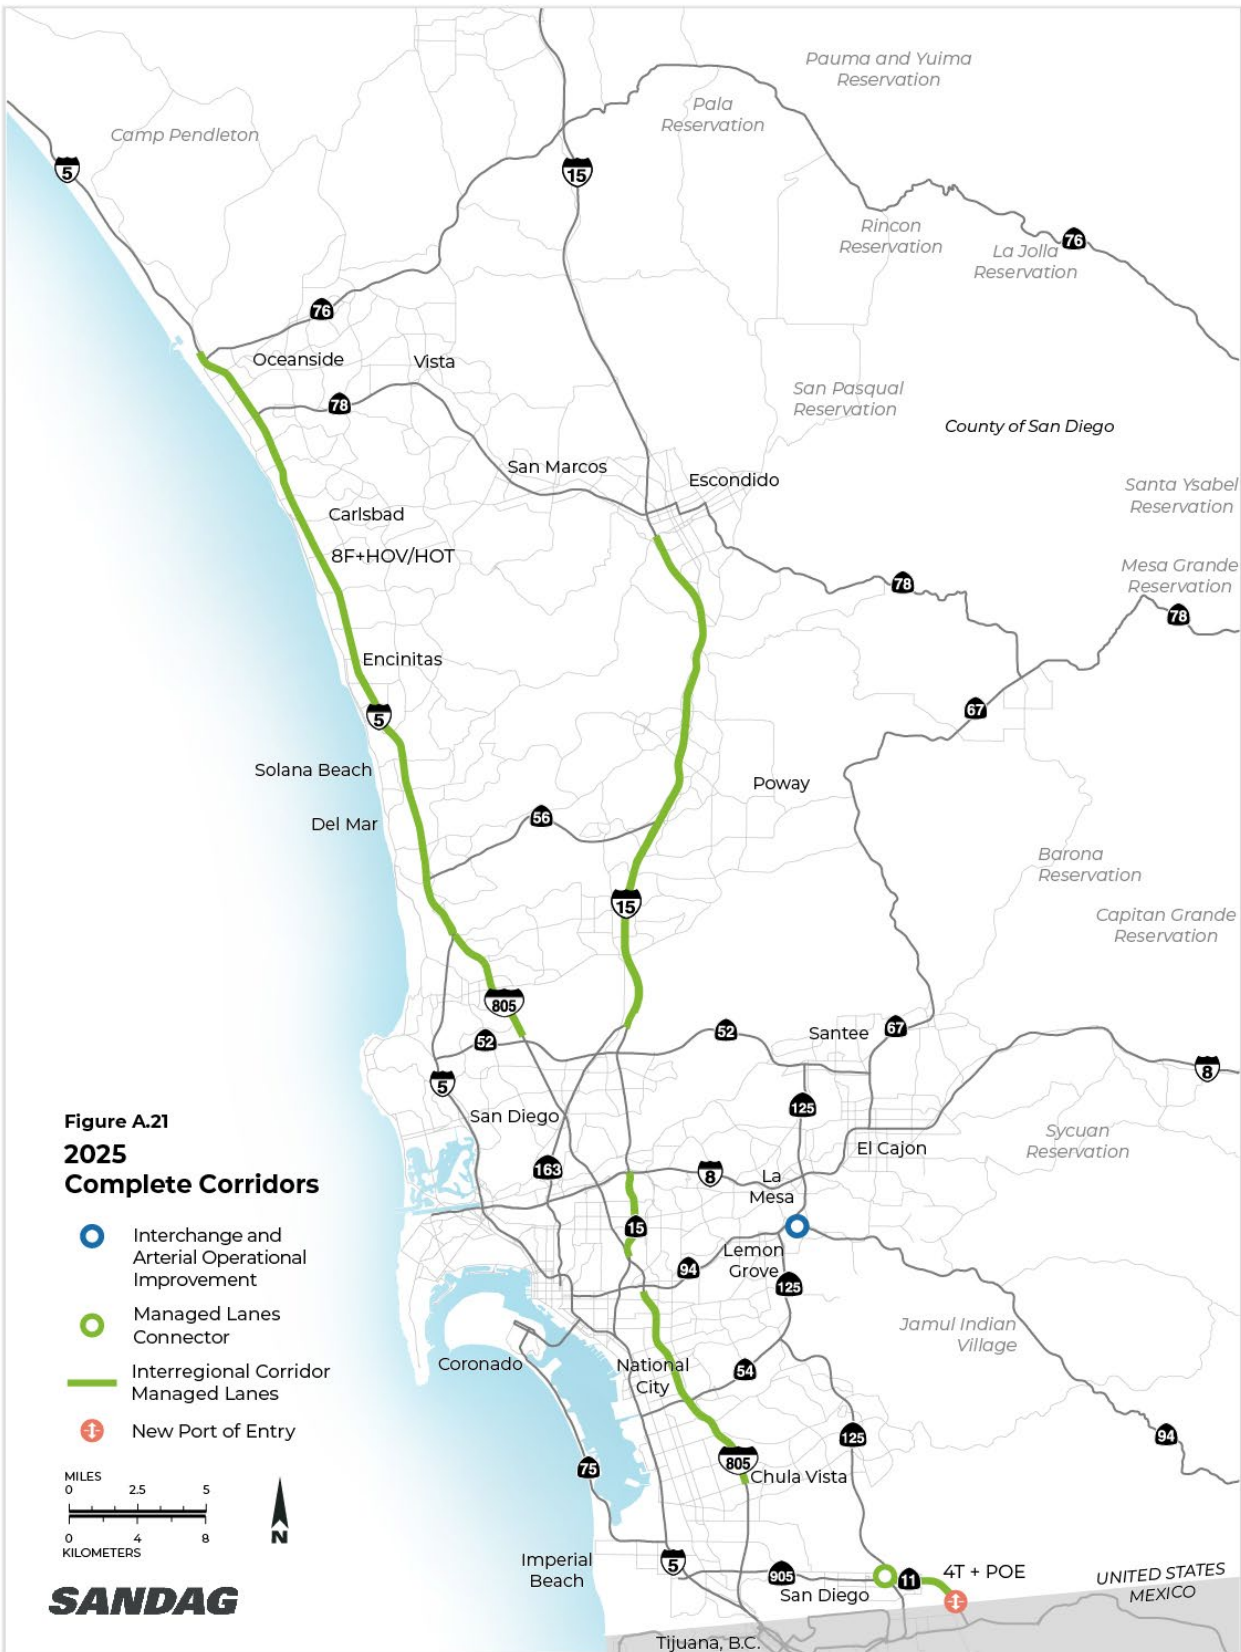 Pauma and Yuima
Reservation
Pala
Reservation
Camp Pendleton
5
15
Rincon
Reservation
La Jolla
Reservation
76
76
Oceanside
Vista
78
San Pasqual
Reservation
County of San Diego
San Marcos
Escondido
Santa Ysabel
Reservation
Carlsbad
8F+HOV/HOT
Mesa Grande
Reservation
78
78
Encinitas
67
5
Solana Beach
Poway
Del Mar
56
Barona
Reservation
15
Capitan Grande
Reservation
805
52
52
Santee
67
5
8
125
San Diego
Figure A.21
2025
Complete Corridors
Sycuan
Reservation
El Cajon
163
8
La
Mesa
15
Interchange and
Arterial Operational
Improvement
Lemon
Grove
94
125
Managed Lanes
Connector
Jamul Indian
Village
Coronado
National
City
54
Interregional Corridor
Managed Lanes
New Port of Entry
125
94
805
Chula Vista
75
MILES
0 2.5 5
0 4 8
KILOMETERS
N
Imperial
Beach
5
905
San Diego
11
4T + POE
UNITED STATES
MEXICO
SANDAG
Tijuana, B.C.